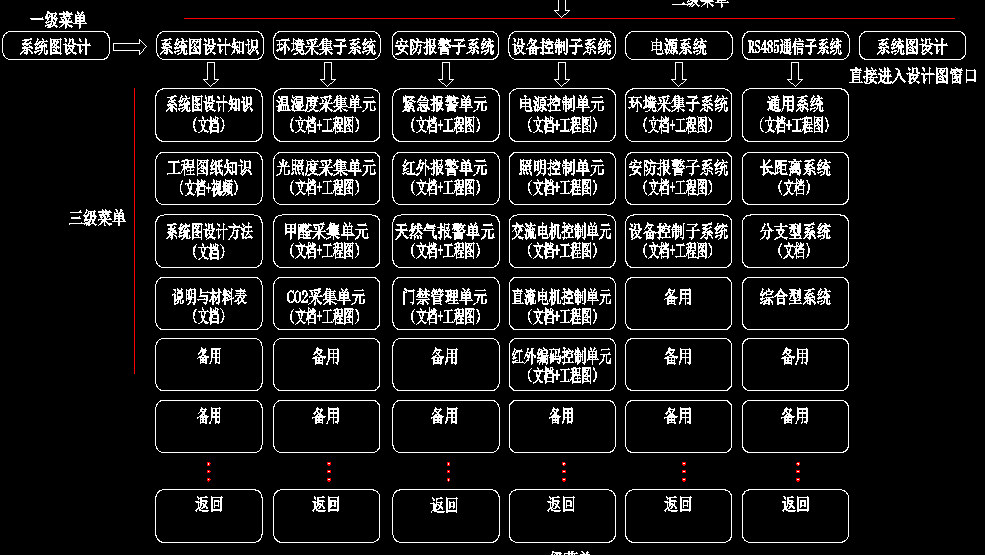 二级菜单
一级菜单
系统图设计
系统图设计知识
环境采集子系统
安防报警子系统
设备控制子系统
电源系统
RS485通信子系统
系统图设计
直接进入设计图窗口
三级菜单
系统图设计知识
(文档)
温湿度采集单元
(文档+工程图)
紧急报警单元
(文档+工程图)
电源控制单元
(文档+工程图)
环境采集子系统
(文档+工程图)
通用系统
(文档+工程图)
工程图纸知识
(文档+视频)
光照度采集单元
(文档+工程图)
红外报警单元
(文档+工程图)
照明控制单元
(文档+工程图)
安防报警子系统
(文档+工程图)
长距离系统
(文档)
系统图设计方法
(文档)
甲醛采集单元
(文档+工程图)
天然气报警单元
(文档+工程图)
交流电机控制单元
(文档+工程图)
设备控制子系统
(文档+工程图)
分支型系统
(文档)
说明与材料表
(文档)
CO2采集单元
(文档+工程图)
门禁管理单元
(文档+工程图)
直流电机控制单元
(文档+工程图)
备用
综合型系统
备用
备用
备用
红外编码控制单元
(文档+工程图)
备用
备用
备用
备用
备用
备用
备用
备用
返回
返回
返回
返回
返回
返回
级菜单